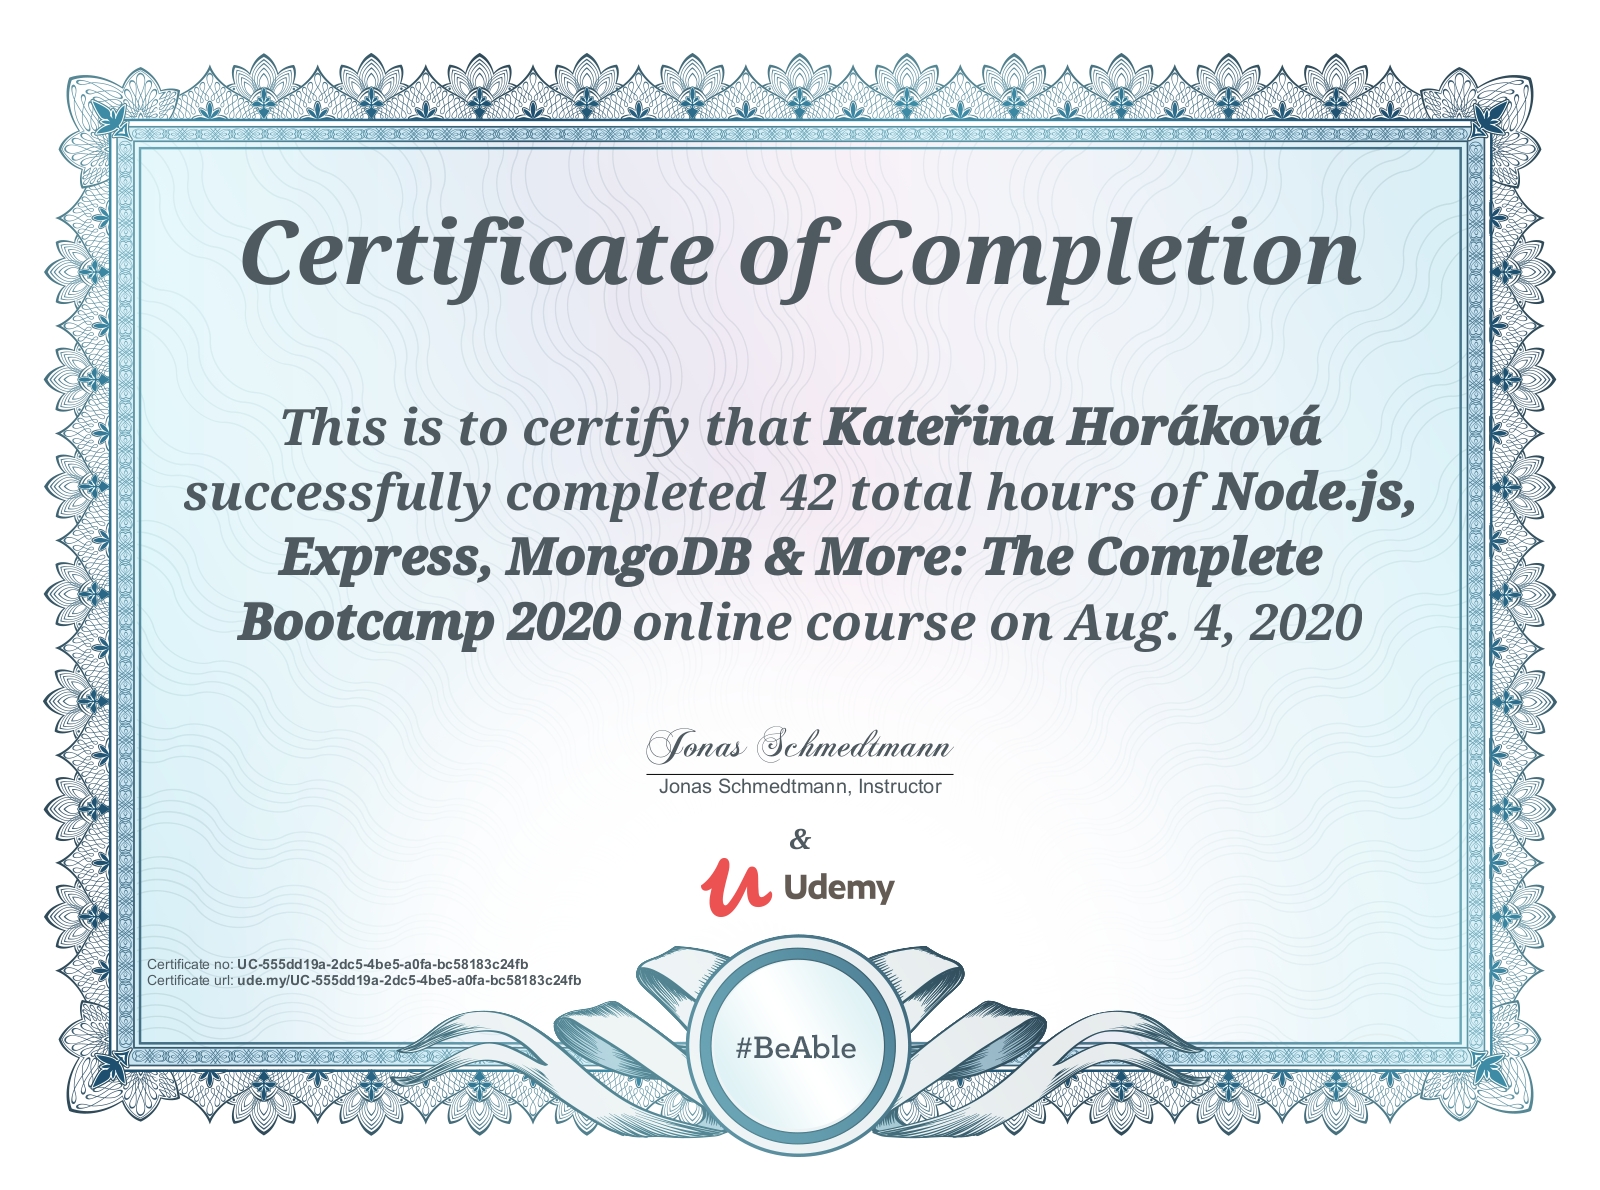 Certificate of Completion
This is to certify that Kateřina Horáková
successfully completed 42 total hours of Node.js,
Express, MongoDB & More: The Complete
Bootcamp 2020 online course on Aug. 4, 2020
Jonas Schmedtmann
Jonas Schmedtmann, Instructor
&
Udemy
Certificate no: UC-555dd19a-2dc5-4be5-a0fa-bc58183c24fb
Certificate url: ude.my/UC-555dd19a-2dc5-4be5-a0fa-bc58183c24fb
#BeAble